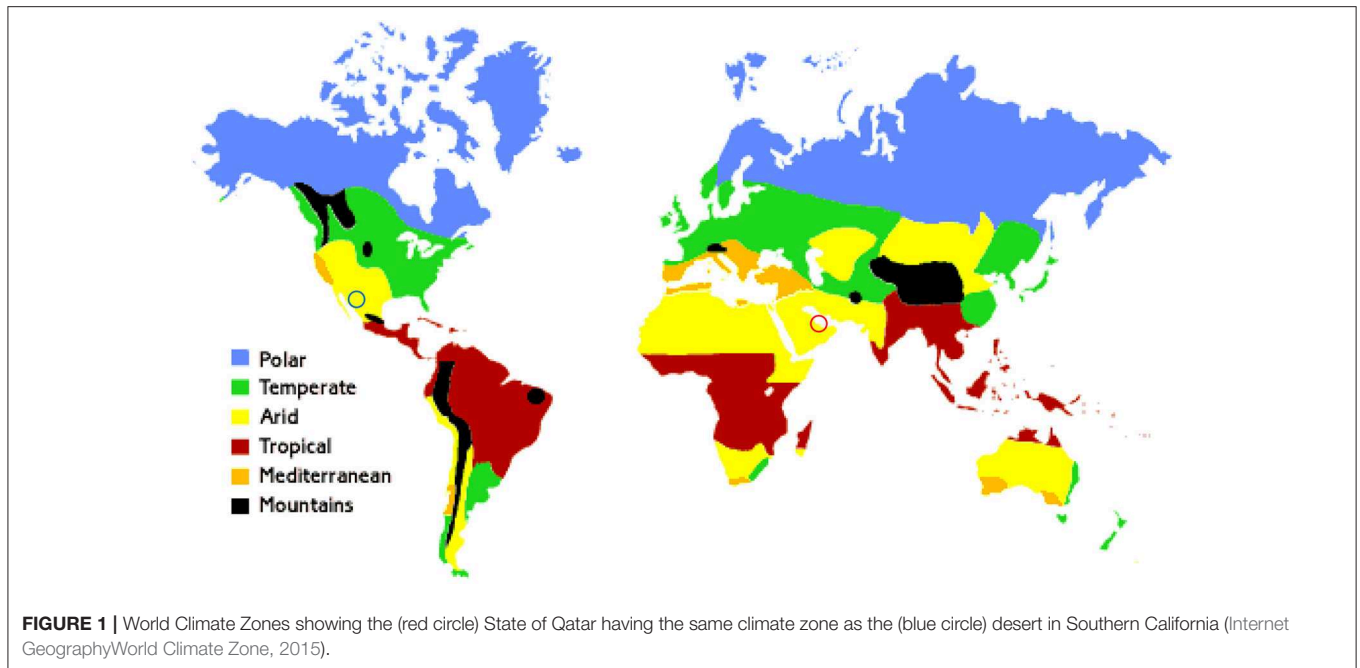 Polar
Temperate
Arid
Tropical
Mediterranean
Mountains
FIGURE 1 | World Climate Zones showing the (red circle) State of Qatar having the same climate zone as the (blue circle) desert in Southern California (Internet
GeographyWorld Climate Zone, 2015).